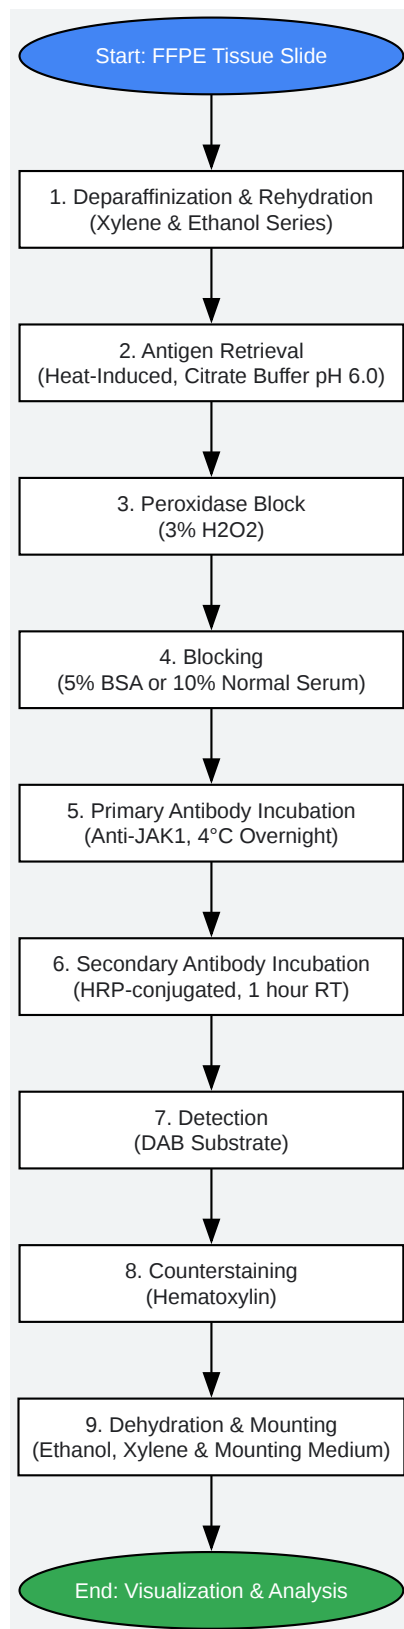 Start: FFPE Tissue Slide
1. Deparaffinization & Rehydration
(Xylene & Ethanol Series)
2. Antigen Retrieval
(Heat-Induced, Citrate Buffer pH 6.0)
3. Peroxidase Block
(3% H2O2)
4. Blocking
(5% BSA or 10% Normal Serum)
5. Primary Antibody Incubation
(Anti-JAK1, 4°C Overnight)
6. Secondary Antibody Incubation
(HRP-conjugated, 1 hour RT)
7. Detection
(DAB Substrate)
8. Counterstaining
(Hematoxylin)
9. Dehydration & Mounting
(Ethanol, Xylene & Mounting Medium)
End: Visualization & Analysis